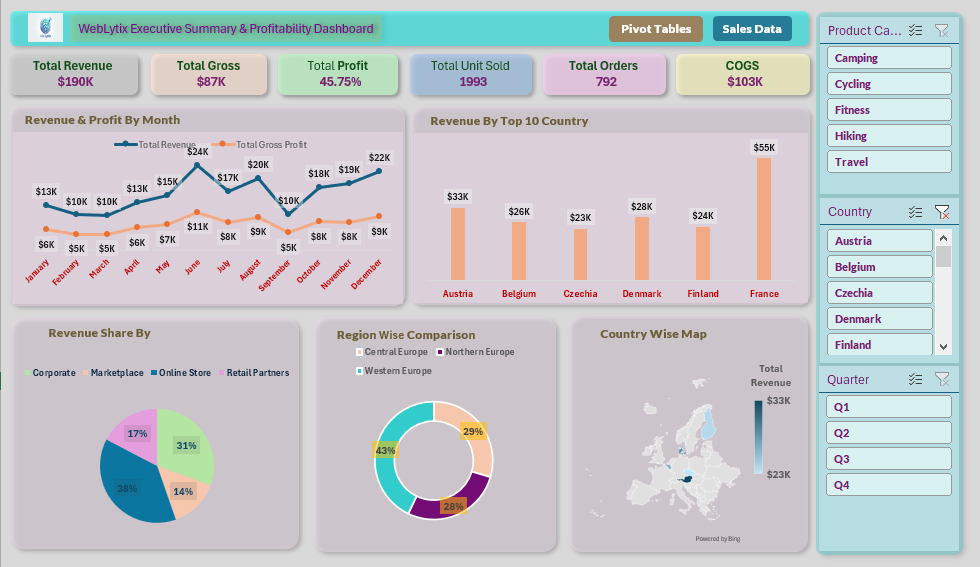 WebLytix Executive Summary & Profitability Dashboard
Pivot Tables
Sales Data
Total Revenue
$190K
Total Gross
$87K
Total Profit
45.75%
Total Unit Sold
1993
Total Orders
792
COGS
$103K
Revenue & Profit By Month
Total Revenue
Total Gross Profit
$13K
$10K
$10K
$13K
$15K
$24K
$17K
$20K
$10K
$18K
$19K
$22K
$6K
$5K
$5K
$6K
$7K
$11K
$8K
$9K
$5K
$8K
$8K
$9K
January
February
March
April
May
June
July
August
September
October
November
December
Revenue By Top 10 Country
$33K
$26K
$23K
$28K
$24K
$55K
Austria
Belgium
Czechia
Denmark
Finland
France
Revenue Share By
Corporate
Marketplace
Online Store
Retail Partners
17%
31%
38%
14%
Region Wise Comparison
Central Europe
Northern Europe
Western Europe
29%
43%
28%
Country Wise Map
Total
Revenue
$33K
$23K
Powered by Bing
Product Ca...
Camping
Cycling
Fitness
Hiking
Travel
Country
Austria
Belgium
Czechia
Denmark
Finland
Quarter
Q1
Q2
Q3
Q4